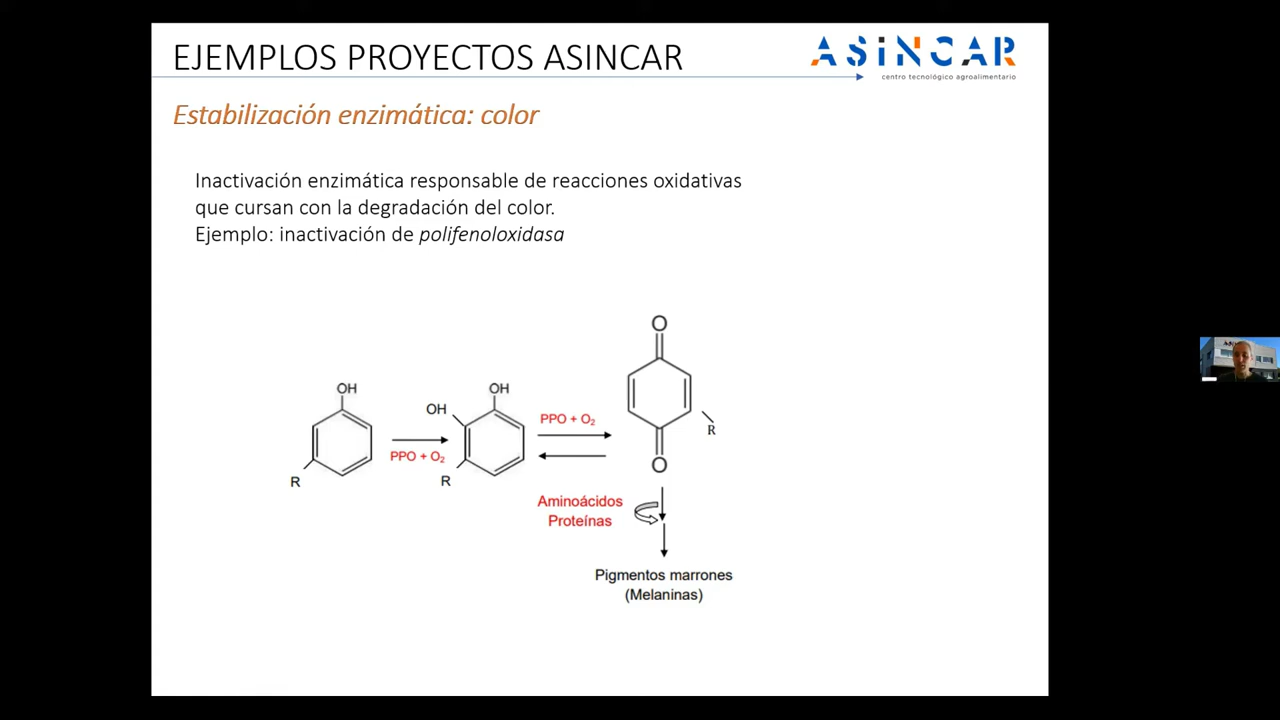 EJEMPLOS PROYECTOS ASINCAR
ASiNCAR
centro tecnológico agroalimentario
Estabilización enzimática: color
Inactivación enzimática responsable de reacciones oxidativas
que cursan con la degradación del color.
Ejemplo: inactivación de polifenoloxidasa
OH
R
PPO + O₂
OH
OH
R
PPO + O₂
O
R
O
Aminoácidos
Proteínas
Pigmentos marrones
(Melaninas)